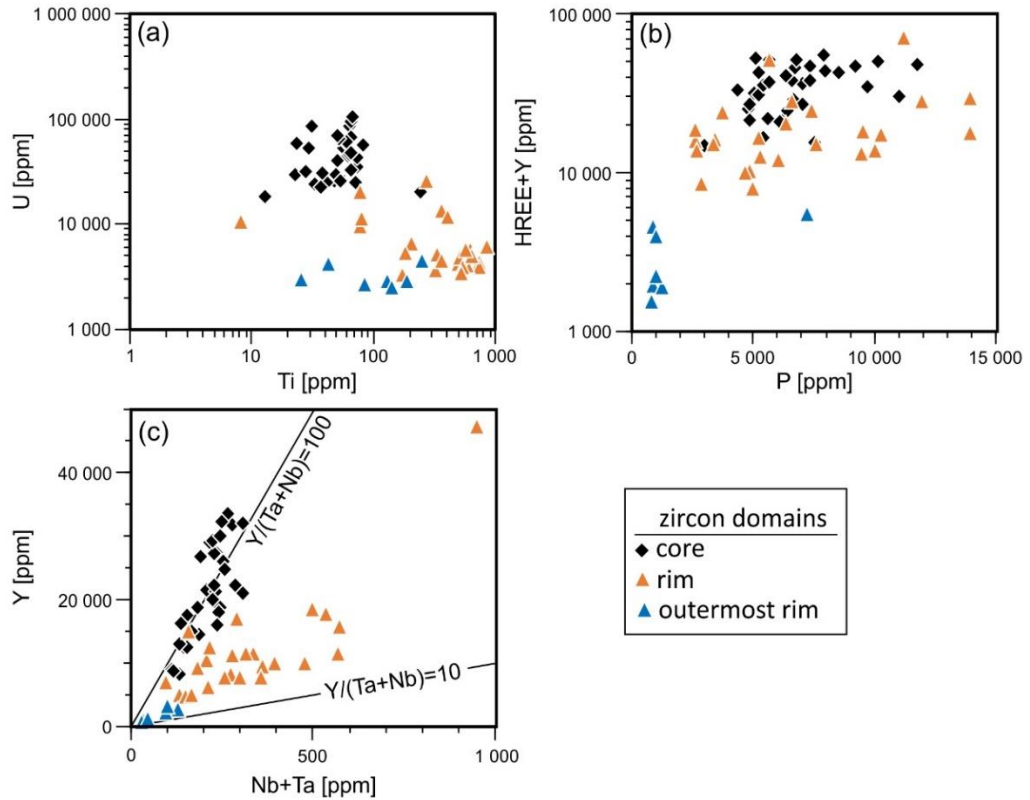 (a)
1 000 000
100 000
10 000
1 000
U [ppm]
1
10
100
1 000
Ti [ppm]
(b)
100 000
10 000
1 000
HREE+Y [ppm]
0
5 000
10 000
15 000
P [ppm]
(c)
40 000
20 000
0
Y [ppm]
Y/(Ta+Nb)=100
Y/(Ta+Nb)=10
0
500
1 000
Nb+Ta [ppm]
zircon domains
core
rim
outermost rim